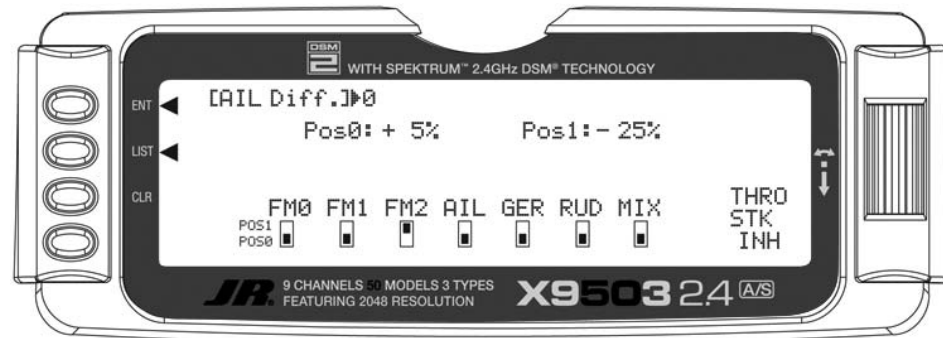 DSM
2 WITH SPEKTRUM™ 2.4GHz DSM® TECHNOLOGY
ENT [AIL Diff.] 0
Pos0:+ 5% Pos1:- 25%
LIST
CLR
FM0 FM1 FM2 AIL GER RUD MIX THRO
POS1 STK
POS0 INH
JR 9 CHANNELS 50 MODELS 3 TYPES
FEATURING 2048 RESOLUTION
X9503 2.4 A/S